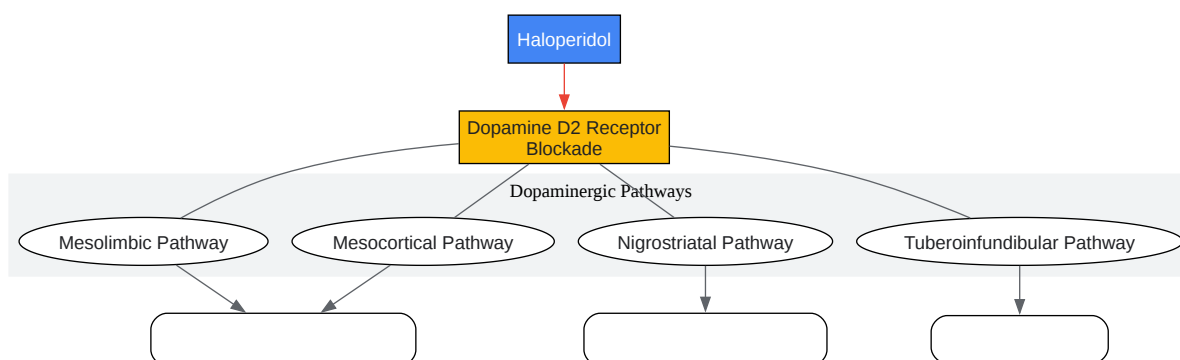 Haloperidol
Dopamine D2 Receptor
Blockade
Dopaminergic Pathways
Mesolimbic Pathway
Mesocortical Pathway
Nigrostriatal Pathway
Tuberoinfundibular Pathway